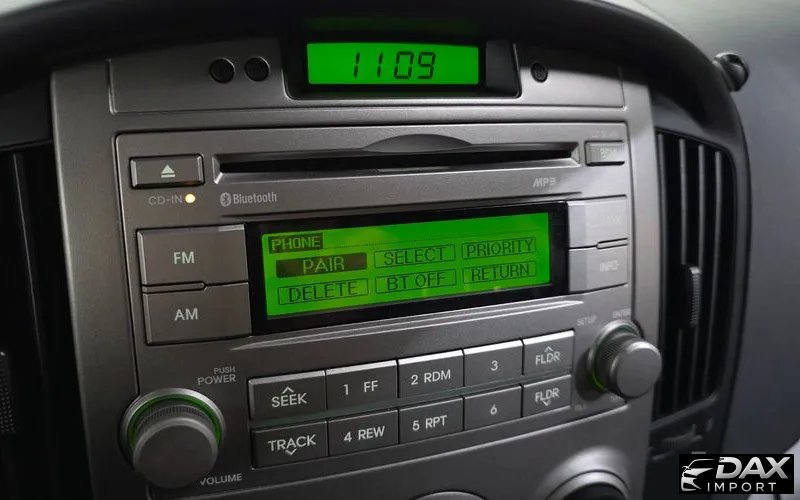 1109
CD-IN
Bluetooth
MP3
FM
AM
PHONE
PAIR SELECT PRIORITY
DELETE BT OFF RETURN
INFO
SETUP ENTER
PUSH
POWER
VOLUME
SEEK 1 FF 2 RDM 3 FLDR
TRACK 4 REW 5 RPT 6 FLDR
DAX
IMPORT